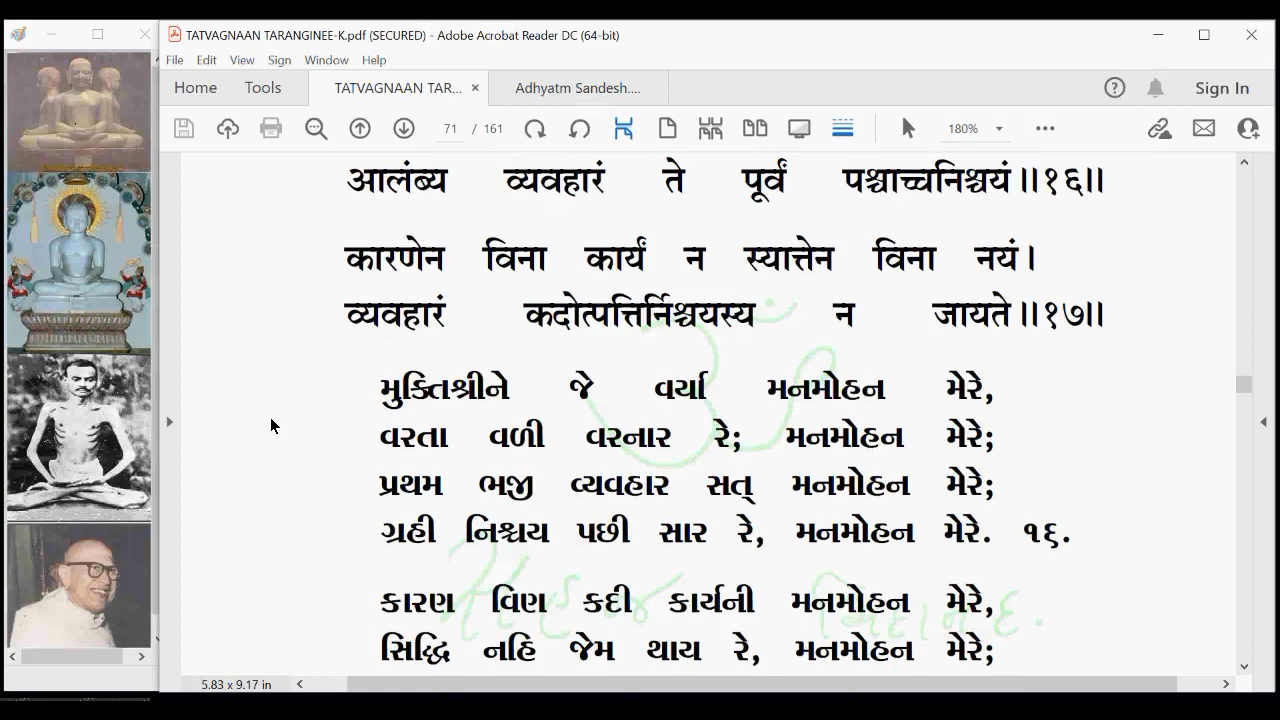 TATVAGNAAN TARANGINEE-K.pdf (SECURED) - Adobe Acrobat Reader DC (64-bit)
File Edit View Sign Window Help
Home Tools TATVAGNAAN TAR... × Adhyatm Sandesh.... Sign In
71 / 161 180%
आलंब्य व्यवहारं ते पूर्वं पश्चाच्चनिश्चयं॥१६॥
कारणेन विना कार्यं न स्यात्तेन विना नयं।
व्यवहारं कदोत्पत्तिर्निश्चयस्य न जायते॥१७॥
મુક્તિશ્રીને જે વર્યા મનમોહન મેરે,
વરતા વળી વરનાર રે; મનમોહન મેરે;
પ્રથમ ભજી વ્યવહાર સત્ મનમોહન મેરે;
ગ્રહી નિશ્ચય પછી સાર રે, મનમોહન મેરે. ૧૬.
કારણ વિણ કદી કાર્યની મનમોહન મેરે,
સિદ્ધિ નહિ જેમ થાય રે, મનમોહન મેરે;
ૐ
સહજ ચિદાનંદ.
5.83 x 9.17 in